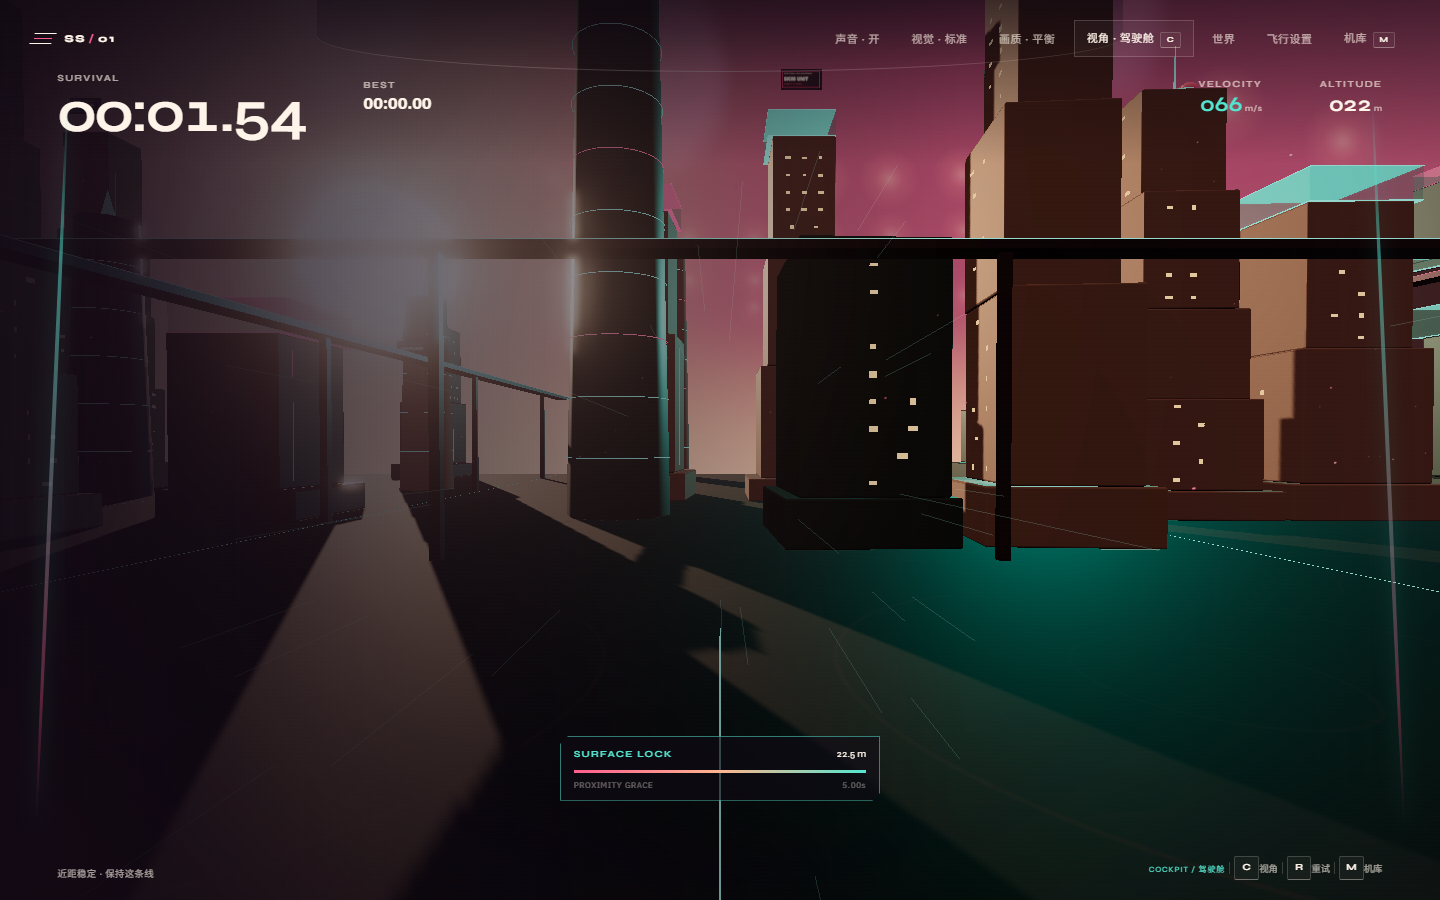 SS / 01
声音 · 开
视觉 · 标准
画质 · 平衡
视角 · 驾驶舱 C
世界
飞行设置
机库 M
SURVIVAL
00:01.54
BEST
00:00.00
VELOCITY
066 m/s
ALTITUDE
022 m
SURFACE LOCK 22.5 m
PROXIMITY GRACE 5.00s
近距稳定 · 保持这条线
COCKPIT / 驾驶舱 C 视角 R 重试 M 机库